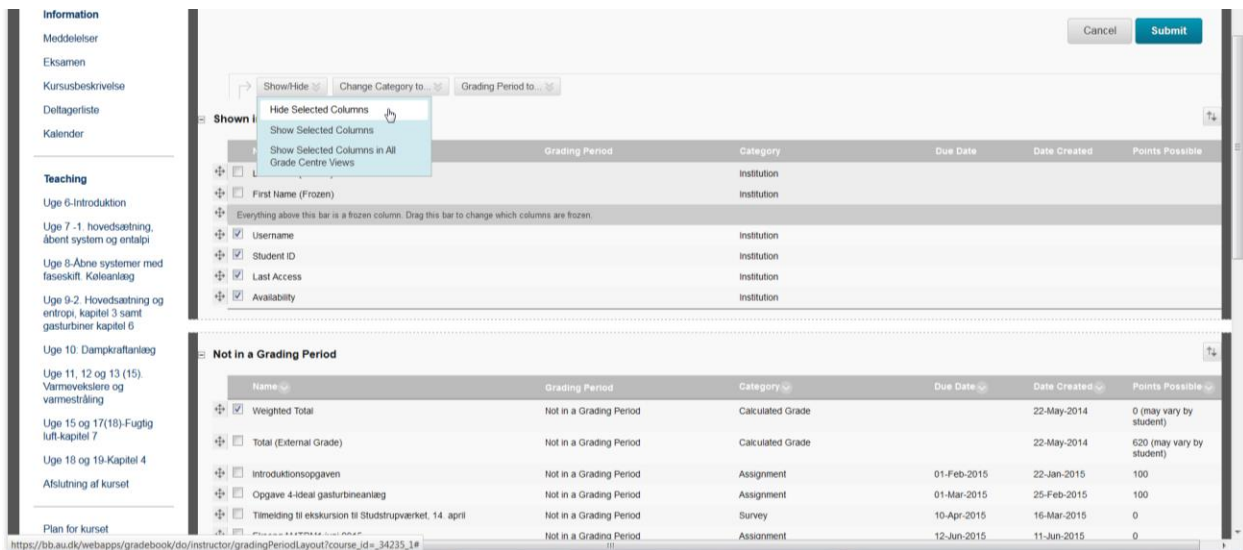 Information
Meddelelser
Eksamen
Kursusbeskrivelse
Deltagerliste
Kalender
Teaching
Uge 6-Introduktion
Uge 7 -1. hovedsætning,
åbent system og entalpi
Uge 8-Åbne systemer med
faseskift. Køleanlæg
Uge 9-2. Hovedsætning og
entropi, kapitel 3 samt
gasturbiner kapitel 6
Uge 10: Dampkraftanlæg
Uge 11, 12 og 13 (15).
Varmevekslere og
varmestråling
Uge 15 og 17(18)-Fugtig
luft-kapitel 7
Uge 18 og 19-Kapitel 4
Afslutning af kurset
Plan for kurset
Cancel Submit
Show/Hide Change Category to... Grading Period to...
Hide Selected Columns
Show Selected Columns
Show Selected Columns in All
Grade Centre Views
Shown
Grading Period Category Due Date Date Created Points Possible
Institution
First Name (Frozen) Institution
Everything above this bar is a frozen column. Drag this bar to change which columns are frozen.
Username Institution
Student ID Institution
Last Access Institution
Availability Institution
Not in a Grading Period
Name Grading Period Category Due Date Date Created Points Possible
Weighted Total Not in a Grading Period Calculated Grade 22-May-2014 0 (may vary by
student)
Total (External Grade) Not in a Grading Period Calculated Grade 22-May-2014 620 (may vary by
student)
Introduktionsopgaven Not in a Grading Period Assignment 01-Feb-2015 22-Jan-2015 100
Opgave 4-Ideal gasturbineanlæg Not in a Grading Period Assignment 01-Mar-2015 25-Feb-2015 100
Tilmelding til ekskursion til Studstrupværket, 14. april Not in a Grading Period Survey 10-Apr-2015 16-Mar-2015 0
Not in a Grading Period Assignment 12-Jun-2015 11-Jun-2015 0
https://bb.au.dk/webapps/gradebook/do/instructor/gradingPeriodLayout?course_id=_34235_1#